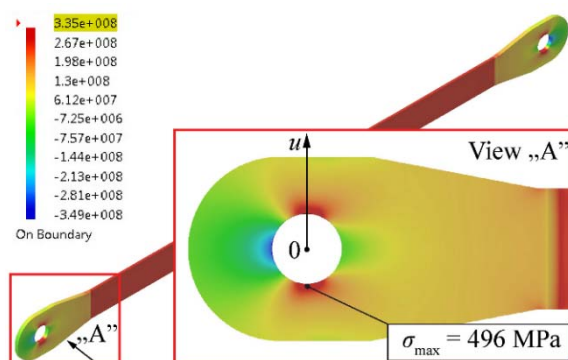 3.35e+008
2.67e+008
1.98e+008
1.3e+008
6.12e+007
-7.25e+006
-7.57e+007
-1.44e+008
-2.13e+008
-2.81e+008
-3.49e+008
On Boundary
„A”
u
View „A”
0
σmax = 496 MPa